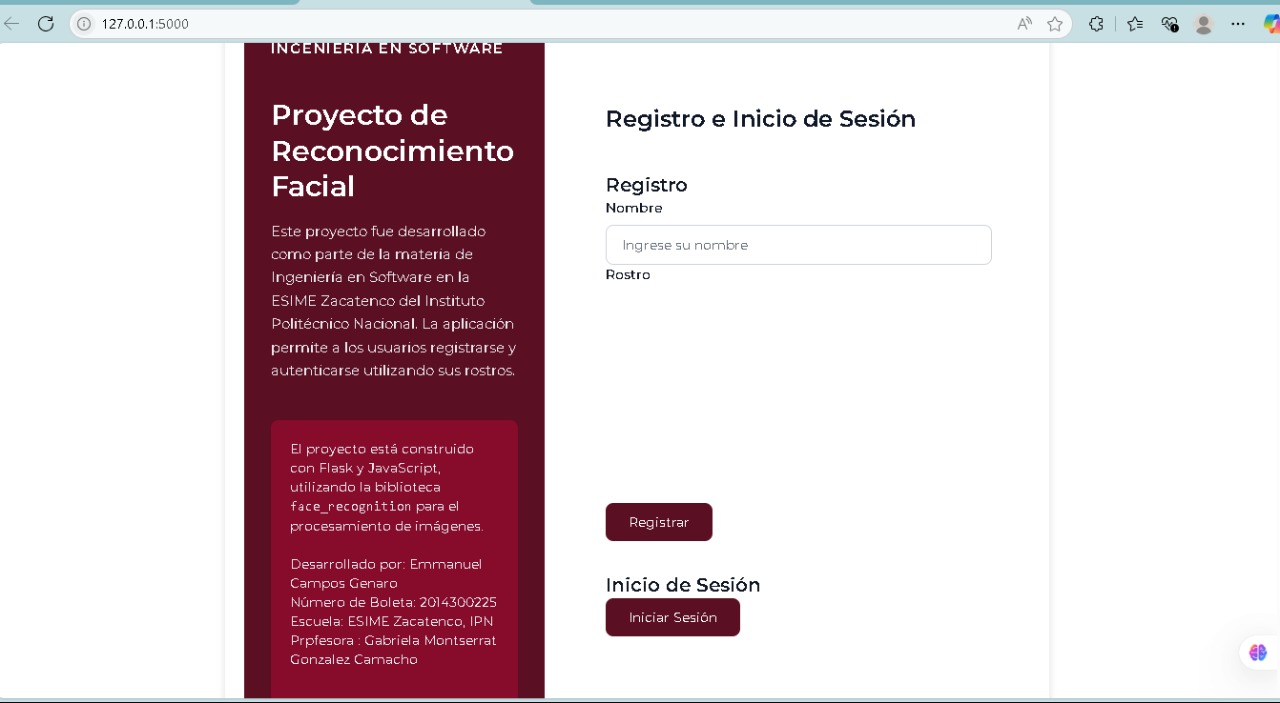 127.0.0.1:5000
INGENIERÍA EN SOFTWARE
Proyecto de
Reconocimiento
Facial
Este proyecto fue desarrollado
como parte de la materia de
Ingeniería en Software en la
ESIME Zacatenco del Instituto
Politécnico Nacional. La aplicación
permite a los usuarios registrarse y
autenticarse utilizando sus rostros.
El proyecto está construido
con Flask y JavaScript,
utilizando la biblioteca
face_recognition para el
procesamiento de imágenes.
Desarrollado por: Emmanuel
Campos Genaro
Número de Boleta: 2014300225
Escuela: ESIME Zacatenco, IPN
Prpfesora : Gabriela Montserrat
Gonzalez Camacho
Registro e Inicio de Sesión
Registro
Nombre
Ingrese su nombre
Rostro
Registrar
Inicio de Sesión
Iniciar Sesión